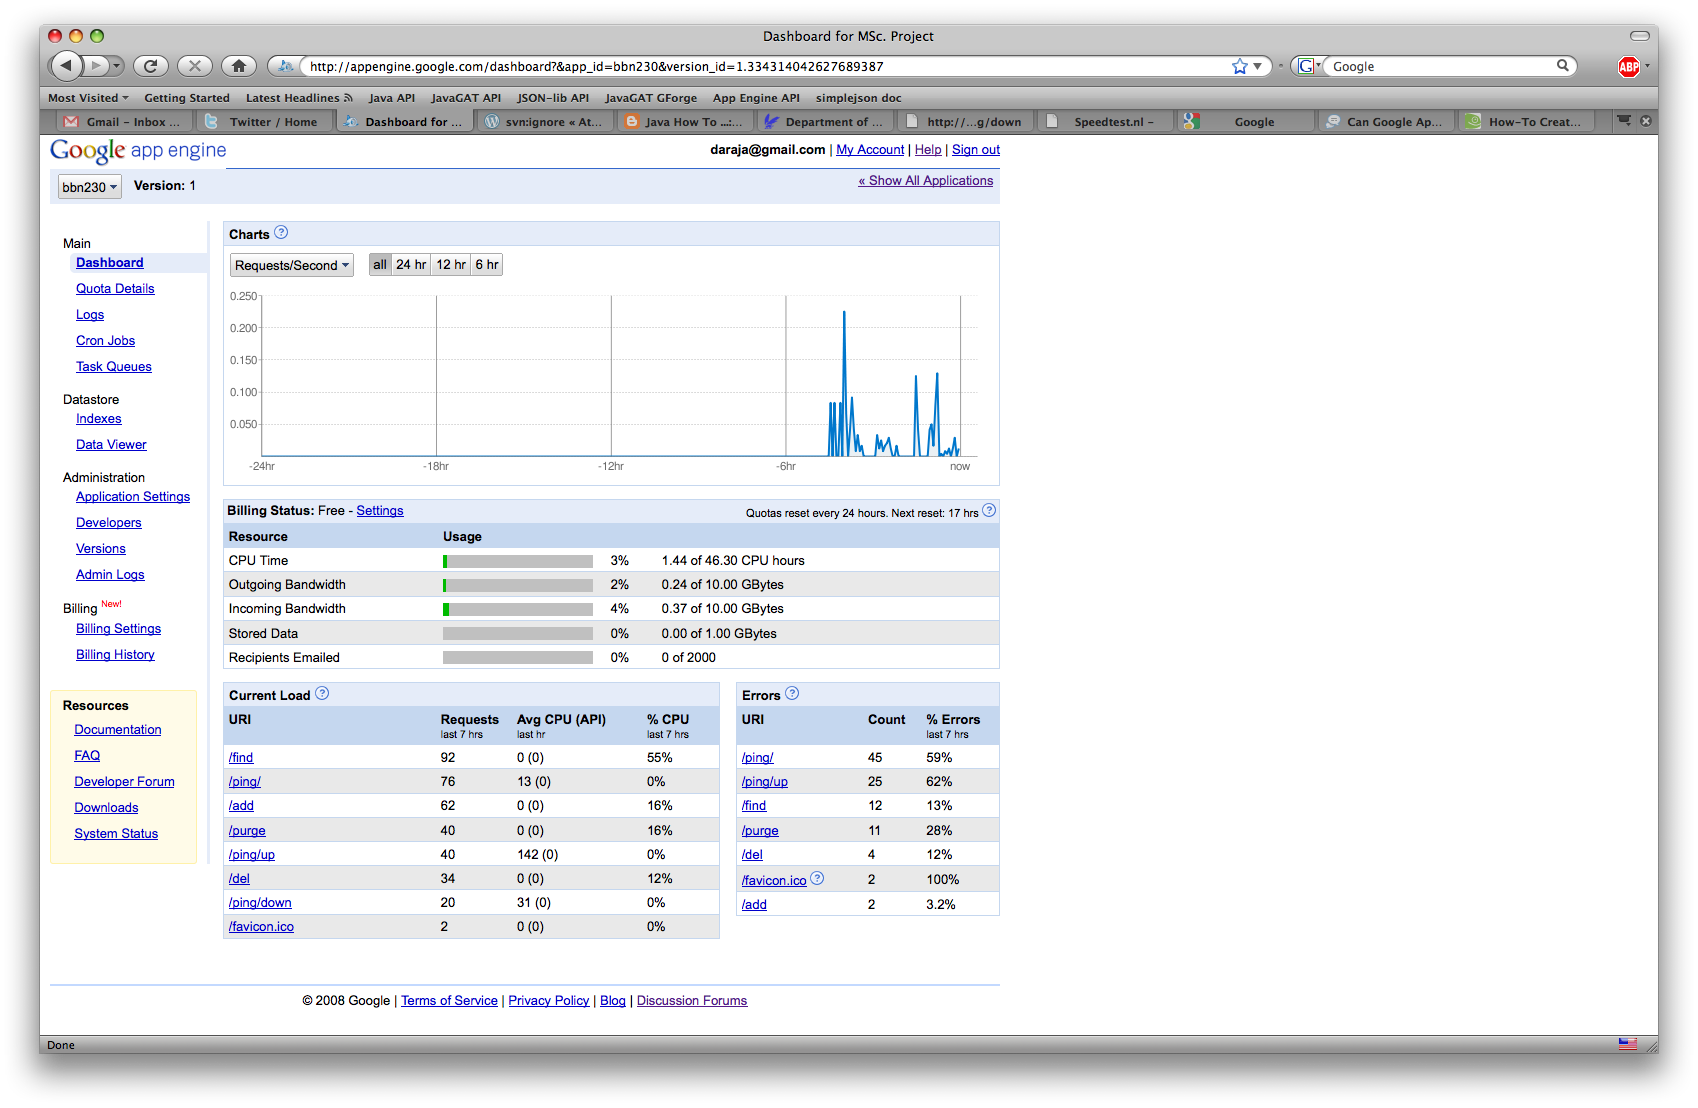 Dashboard for MSc. Project
http://appengine.google.com/dashboard?&app_id=bbn230&version_id=1.334314042627689387
Google
ABP
Most Visited Getting Started Latest Headlines Java API JavaGAT API JSON-lib API JavaGAT GForge App Engine API simplejson doc
Gmail – Inbox ... Twitter / Home Dashboard for ... svn:ignore « At... Java How To ...:... Department of ... http://...g/down Speedtest.nl – Google Can Google Ap... How-To Creat...
Google app engine
daraja@gmail.com | My Account | Help | Sign out
bbn230 Version: 1
« Show All Applications
Main
Dashboard
Quota Details
Logs
Cron Jobs
Task Queues
Datastore
Indexes
Data Viewer
Administration
Application Settings
Developers
Versions
Admin Logs
Billing New!
Billing Settings
Billing History
Resources
Documentation
FAQ
Developer Forum
Downloads
System Status
Charts ?
Requests/Second all 24 hr 12 hr 6 hr
0.250
0.200
0.150
0.100
0.050
-24hr -18hr -12hr -6hr now
Billing Status: Free - Settings
Quotas reset every 24 hours. Next reset: 17 hrs ?
Resource Usage
CPU Time 3% 1.44 of 46.30 CPU hours
Outgoing Bandwidth 2% 0.24 of 10.00 GBytes
Incoming Bandwidth 4% 0.37 of 10.00 GBytes
Stored Data 0% 0.00 of 1.00 GBytes
Recipients Emailed 0% 0 of 2000
Current Load ?
URI Requests Avg CPU (API) % CPU
last 7 hrs last hr last 7 hrs
/find 92 0 (0) 55%
/ping/ 76 13 (0) 0%
/add 62 0 (0) 16%
/purge 40 0 (0) 16%
/ping/up 40 142 (0) 0%
/del 34 0 (0) 12%
/ping/down 20 31 (0) 0%
/favicon.ico 2 0 (0) 0%
Errors ?
URI Count % Errors
last 7 hrs
/ping/ 45 59%
/ping/up 25 62%
/find 12 13%
/purge 11 28%
/del 4 12%
/favicon.ico ? 2 100%
/add 2 3.2%
© 2008 Google | Terms of Service | Privacy Policy | Blog | Discussion Forums
Done